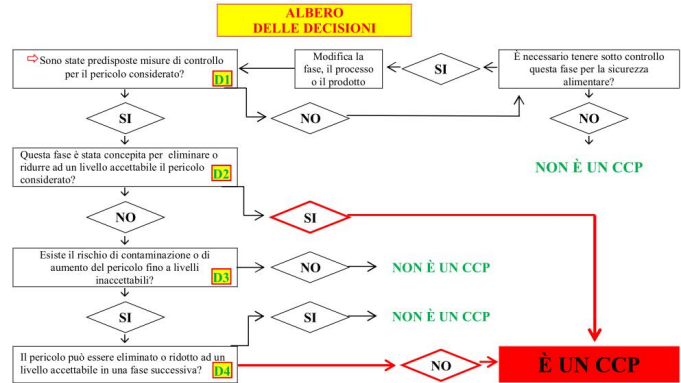 ALBERO
DELLE DECISIONI
⇨Sono state predisposte misure di controllo
per il pericolo considerato?
D1
Modifica la
fase, il processo
o il prodotto
SI
È necessario tenere sotto controllo
questa fase per la sicurezza
alimentare?
SI
NO
NO
NON È UN CCP
Questa fase è stata concepita per eliminare o
ridurre ad un livello accettabile il pericolo
considerato?
D2
NO
SI
Esiste il rischio di contaminazione o di
aumento del pericolo fino a livelli
inaccettabili?
D3
NO
NON È UN CCP
SI
SI
NON È UN CCP
Il pericolo può essere eliminato o ridotto ad un
livello accettabile in una fase successiva?
D4
NO
È UN CCP